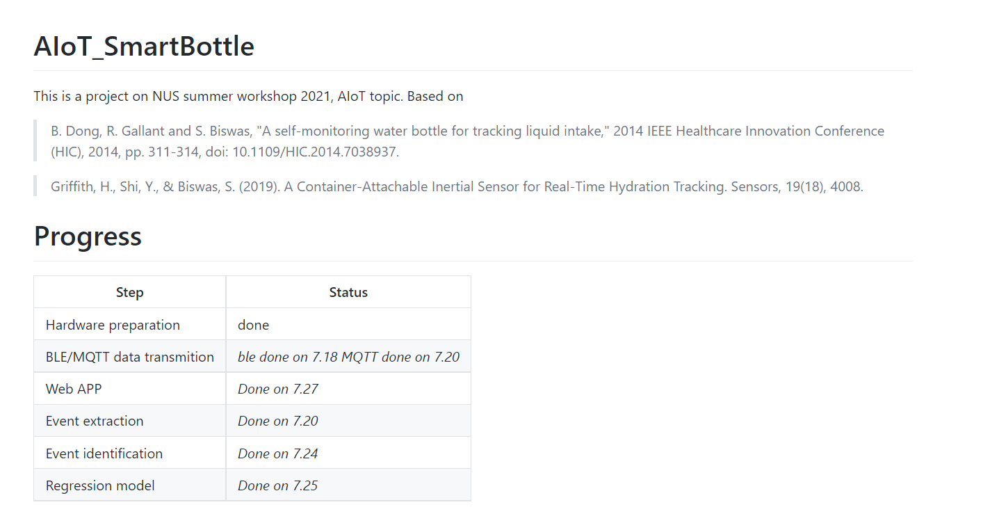 AIoT_SmartBottle
This is a project on NUS summer workshop 2021, AIoT topic. Based on
B. Dong, R. Gallant and S. Biswas, "A self-monitoring water bottle for tracking liquid intake," 2014 IEEE Healthcare Innovation Conference
(HIC), 2014, pp. 311-314, doi: 10.1109/HIC.2014.7038937.
Griffith, H., Shi, Y., & Biswas, S. (2019). A Container-Attachable Inertial Sensor for Real-Time Hydration Tracking. Sensors, 19(18), 4008.
Progress
Step Status
Hardware preparation done
BLE/MQTT data transmition ble done on 7.18 MQTT done on 7.20
Web APP Done on 7.27
Event extraction Done on 7.20
Event identification Done on 7.24
Regression model Done on 7.25